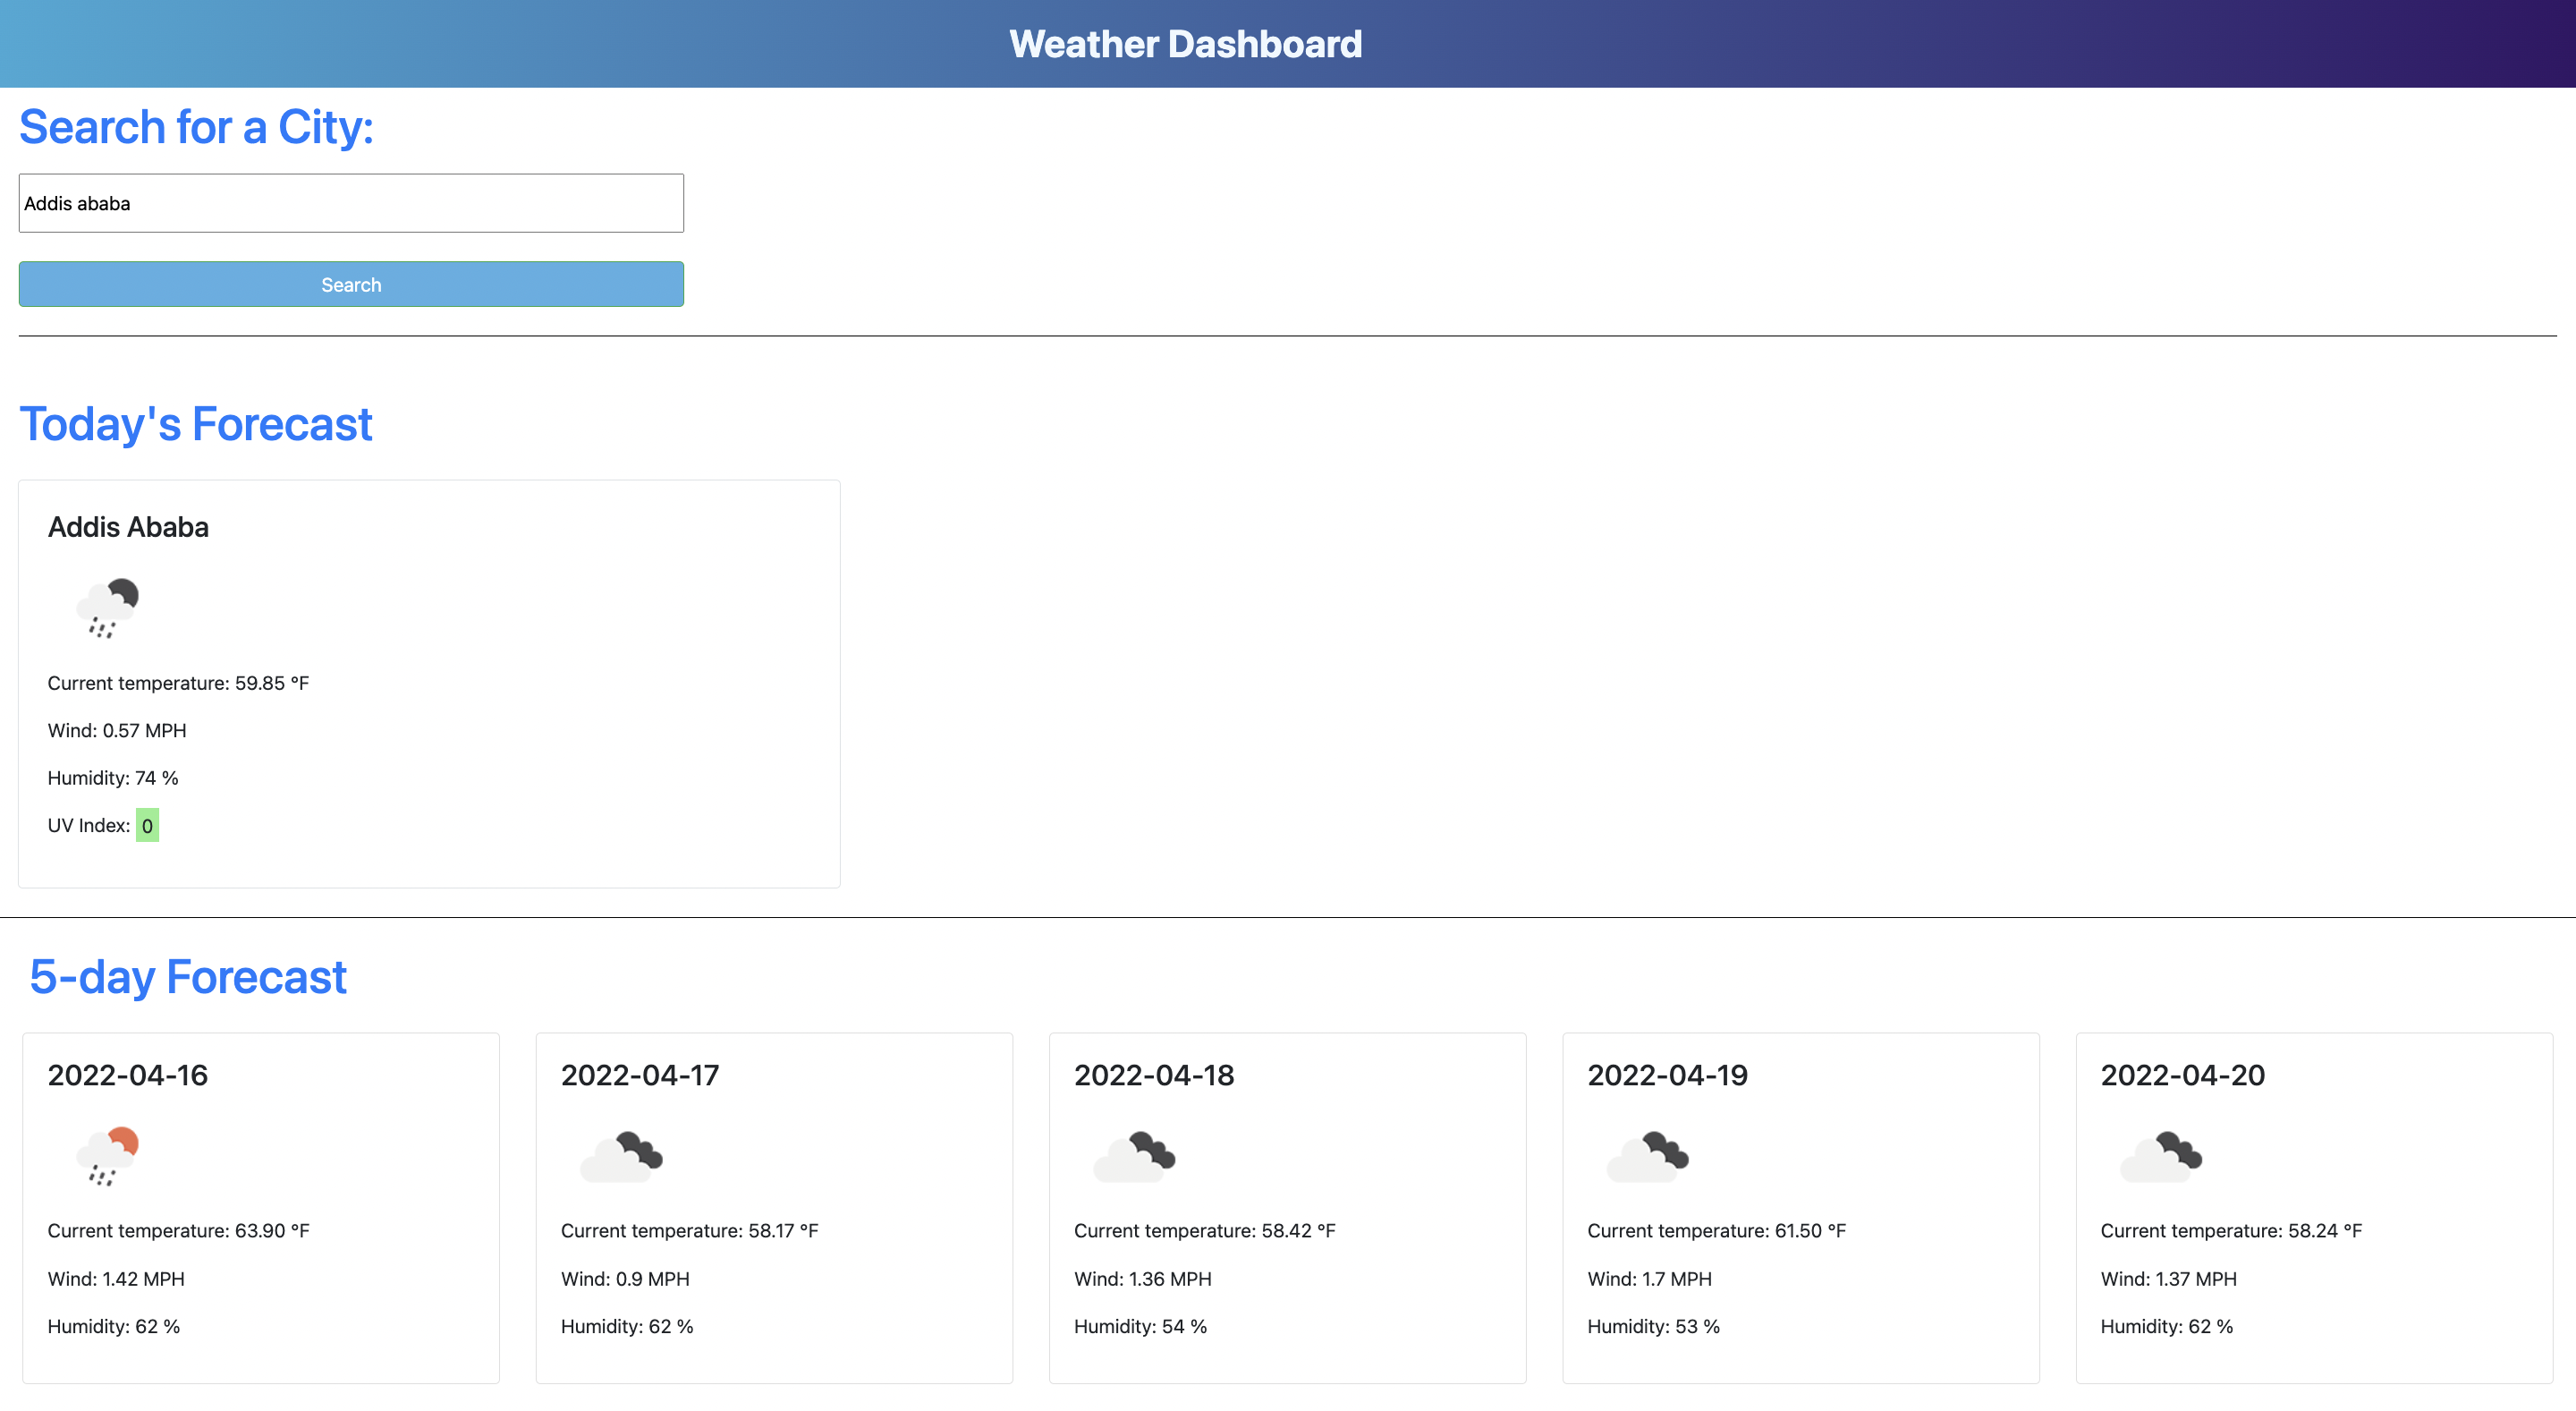 Weather Dashboard
Search for a City:
Addis ababa
Search
Today's Forecast
Addis Ababa
Current temperature: 59.85 °F
Wind: 0.57 MPH
Humidity: 74 %
UV Index: 0
5-day Forecast
2022-04-16
Current temperature: 63.90 °F
Wind: 1.42 MPH
Humidity: 62 %
2022-04-17
Current temperature: 58.17 °F
Wind: 0.9 MPH
Humidity: 62 %
2022-04-18
Current temperature: 58.42 °F
Wind: 1.36 MPH
Humidity: 54 %
2022-04-19
Current temperature: 61.50 °F
Wind: 1.7 MPH
Humidity: 53 %
2022-04-20
Current temperature: 58.24 °F
Wind: 1.37 MPH
Humidity: 62 %